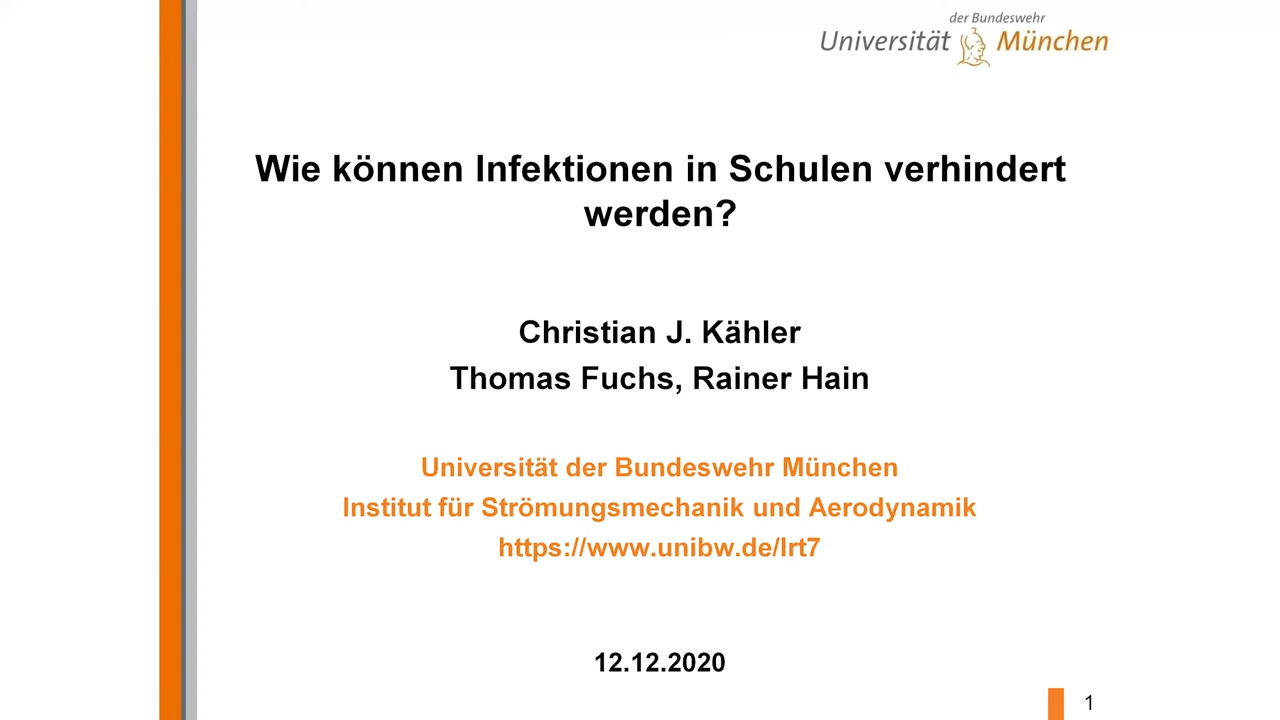 der Bundeswehr
Universität München
Wie können Infektionen in Schulen verhindert
werden?
Christian J. Kähler
Thomas Fuchs, Rainer Hain
Universität der Bundeswehr München
Institut für Strömungsmechanik und Aerodynamik
https://www.unibw.de/lrt7
12.12.2020
1